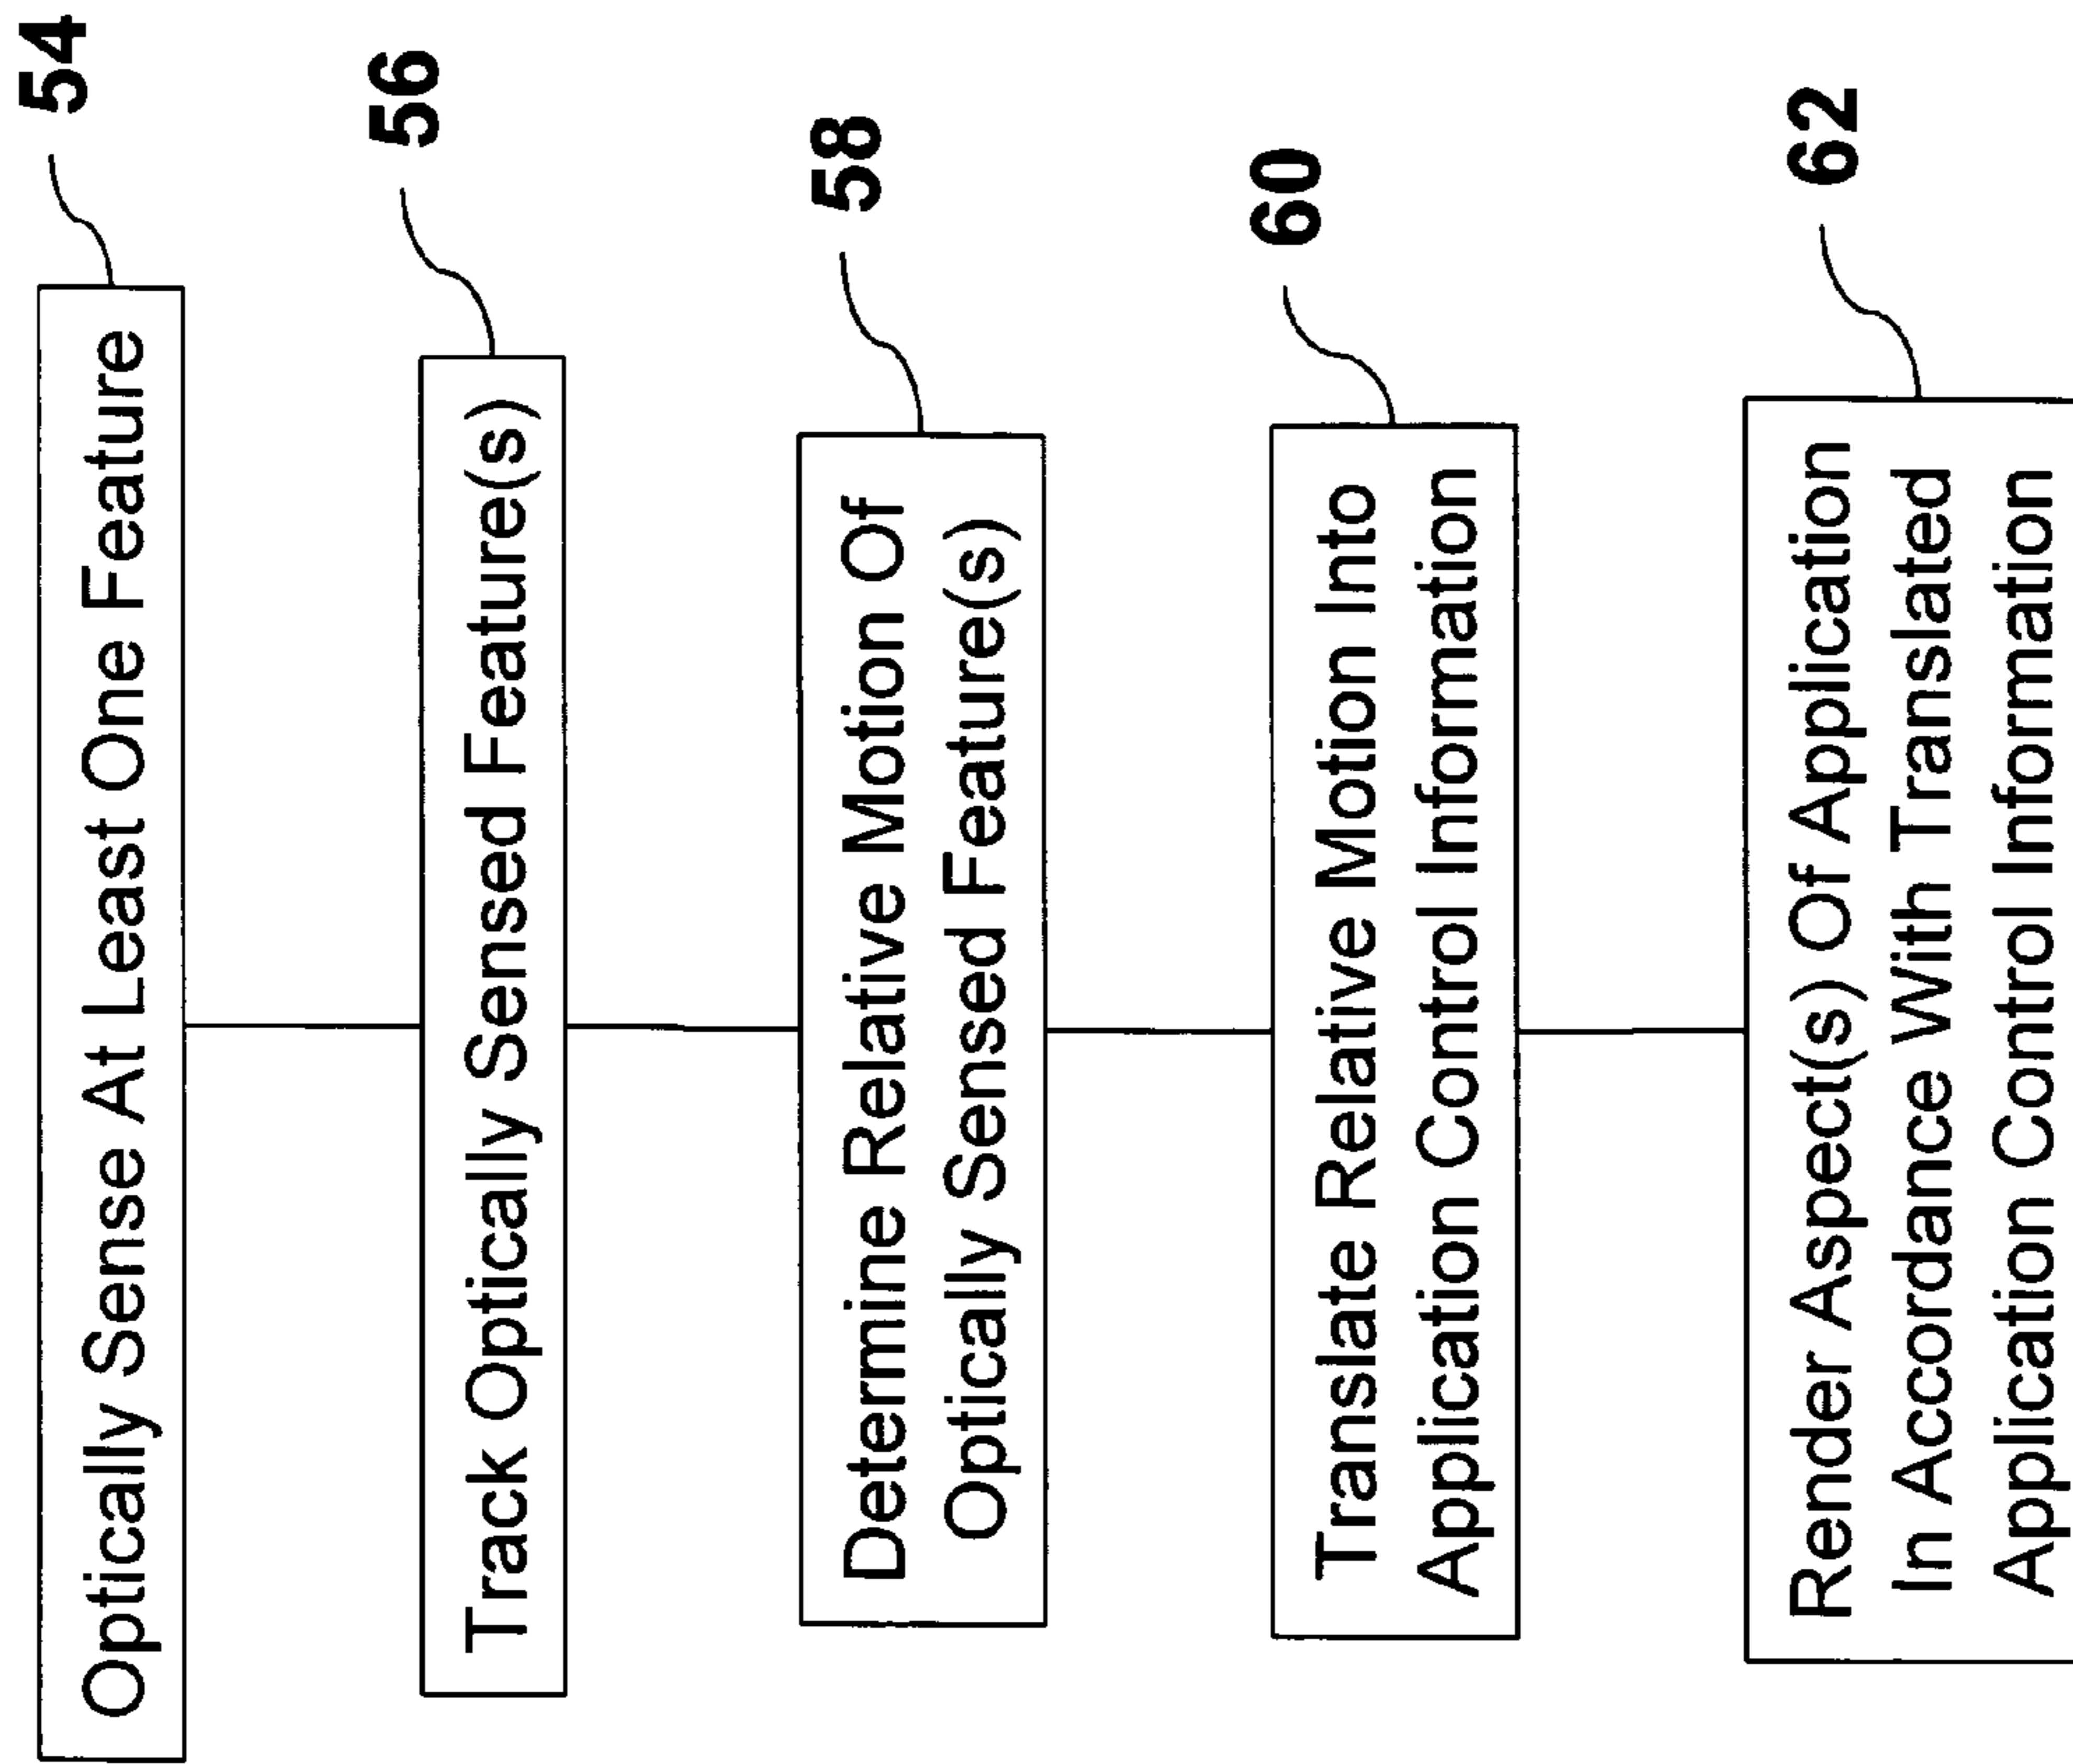 54
Optically Sense At Least One Feature
56
Track Optically Sensed Feature(s)
58
Determine Relative Motion Of
Optically Sensed Feature(s)
60
Translate Relative Motion Into
Application Control Information
62
Render Aspect(s) Of Application
In Accordance With Translated
Application Control Information